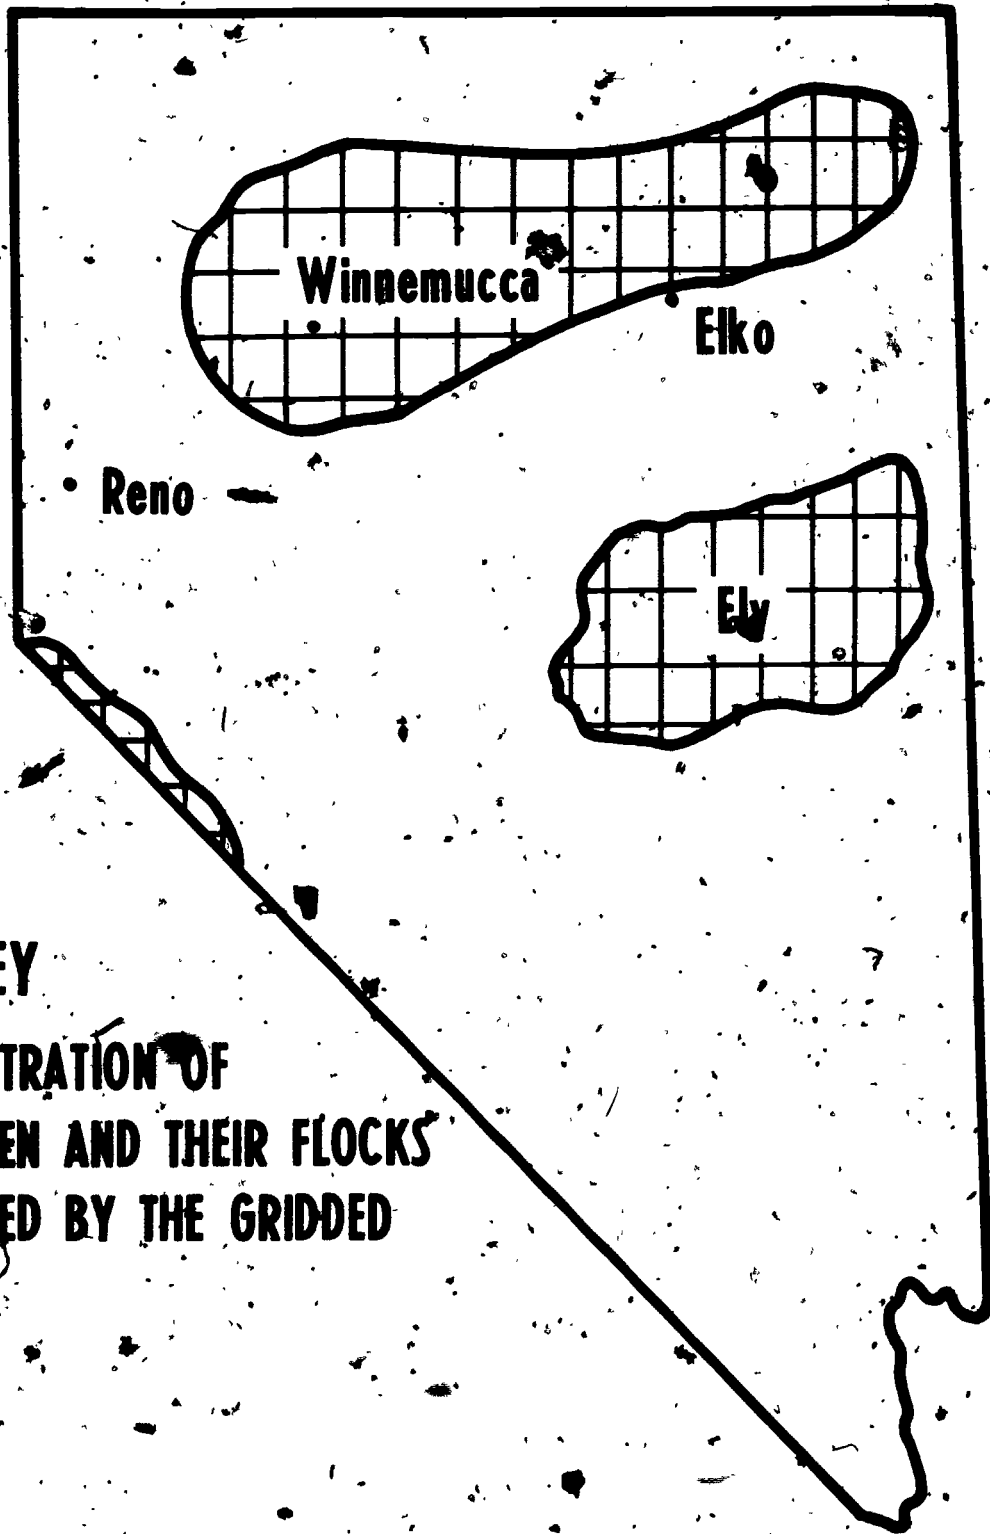 Winnemucca
Elko
Reno
Ely
EY
TRATION OF
EN AND THEIR FLOCKS
ED BY THE GRIDDED